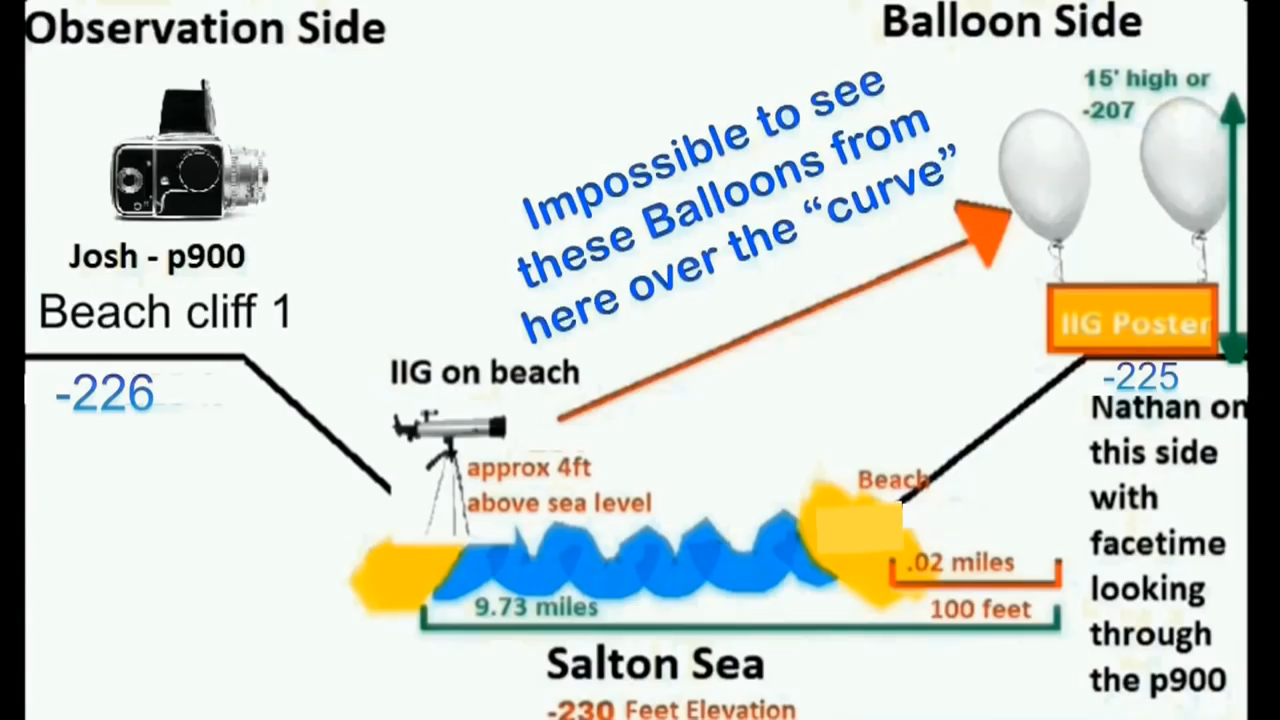 Observation Side
Balloon Side
15' high or
-207
Impossible to see
these Balloons from
here over the “curve”
Josh - p900
Beach cliff 1
-226
IIG on beach
approx 4ft
above sea level
IIG Poster
-225
Nathan on
this side
with
facetime
looking
through
the p900
Beach
.02 miles
100 feet
9.73 miles
Salton Sea
-230 Feet Elevation